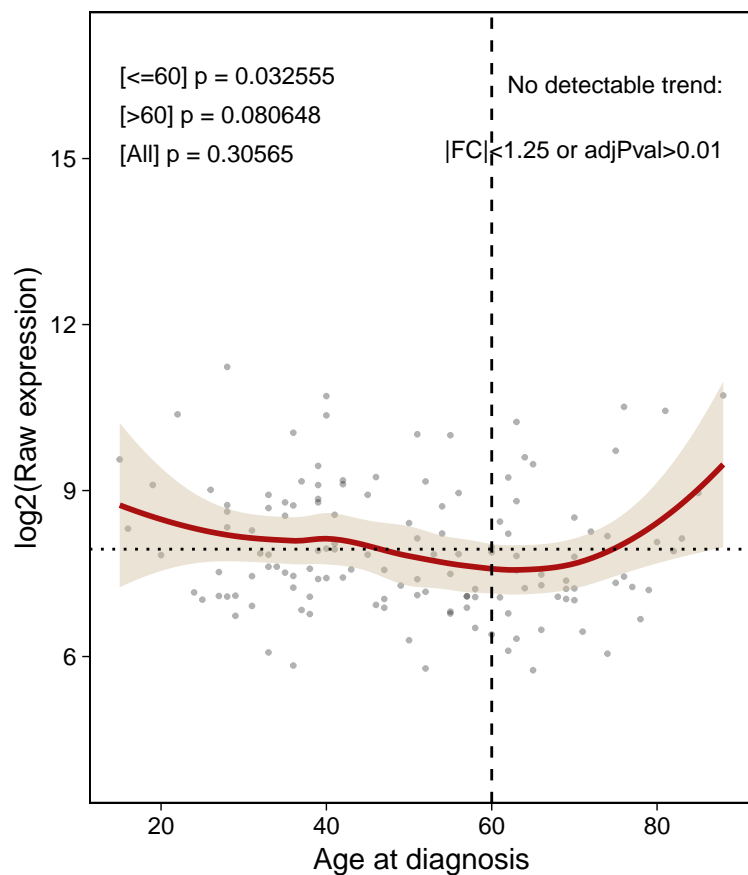 [<=60] p = 0.032555
No detectable trend:
[>60] p = 0.080648
[All] p = 0.30565
|FC|<1.25 or adjPval>0.01
15
12
9
6
log2(Raw expression)
20
40
60
80
Age at diagnosis